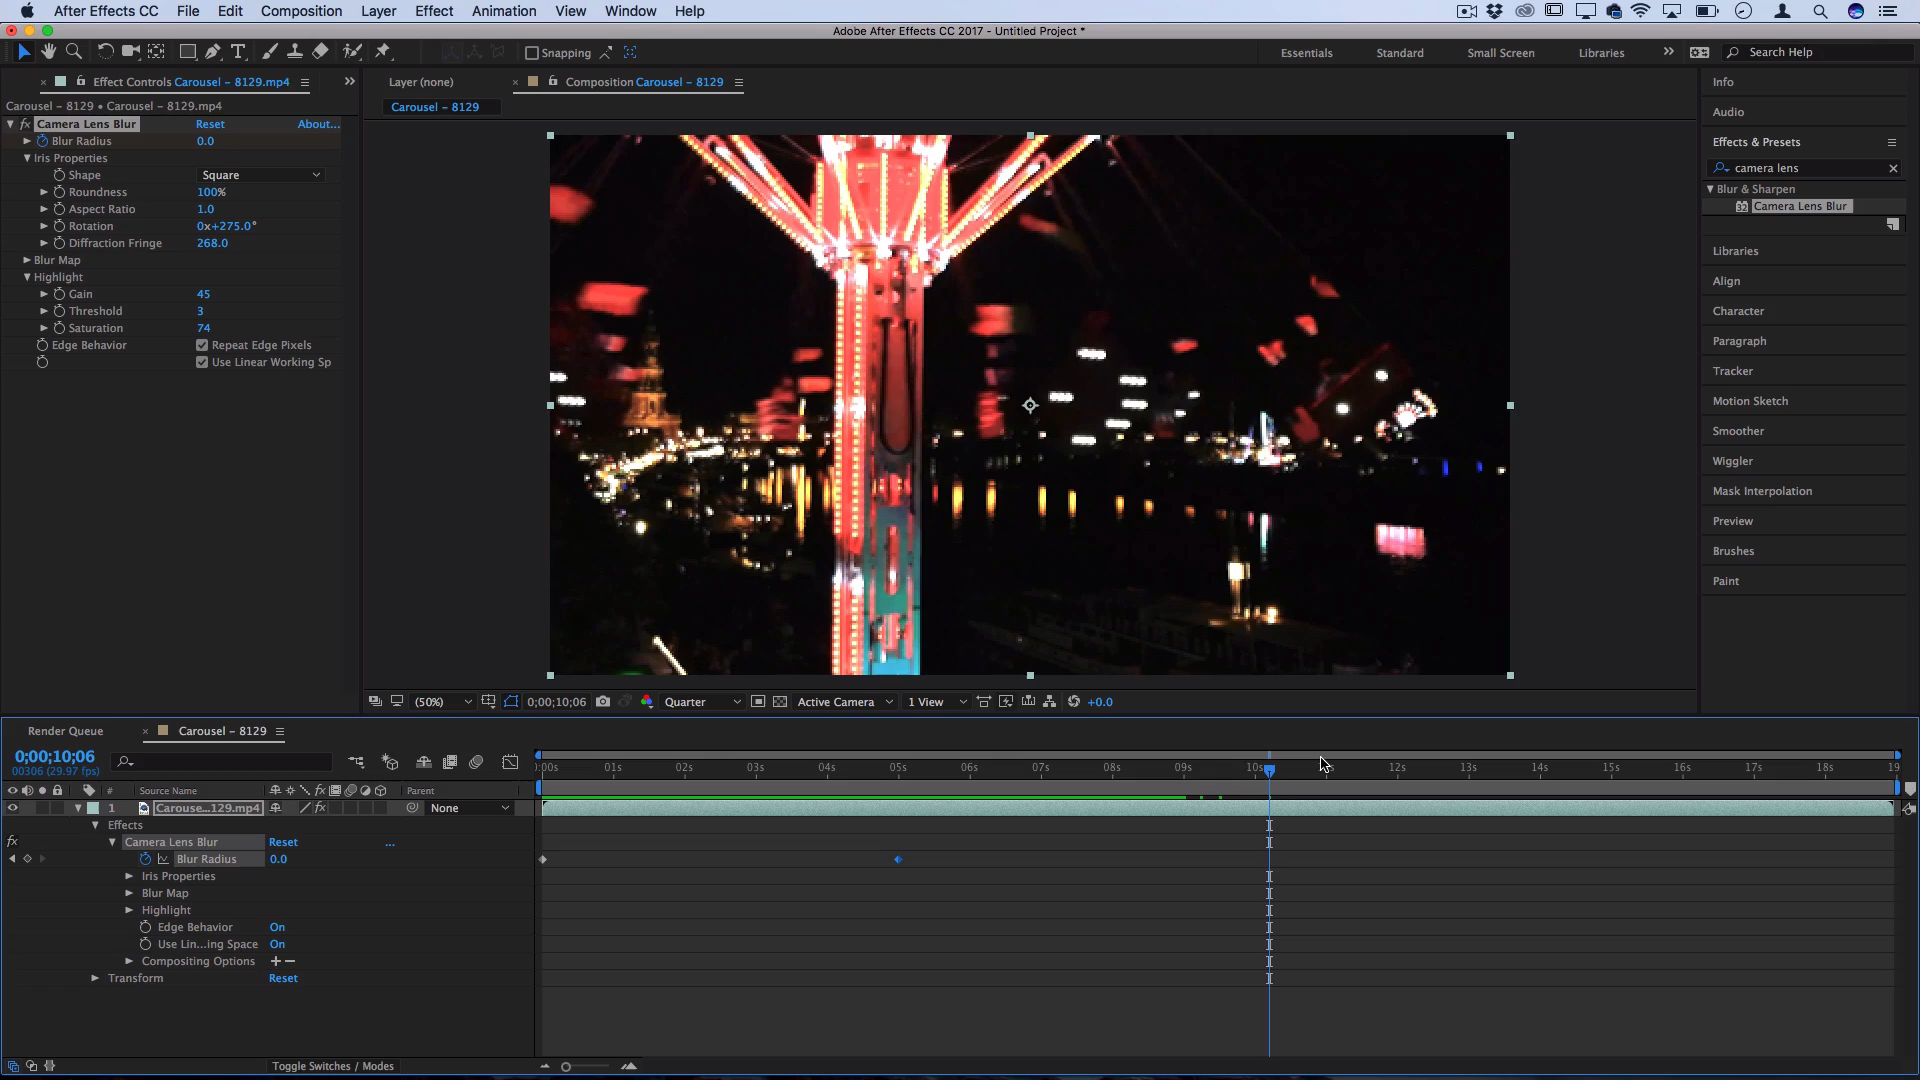 After Effects CC File Edit Composition Layer Effect Animation View Window Help
Adobe After Effects CC 2017 - Untitled Project *
Snapping Essentials Standard Small Screen Libraries » Search Help
× Effect Controls Carousel – 8129.mp4 »
Layer (none) × Composition Carousel – 8129
Carousel – 8129 • Carousel – 8129.mp4
Carousel – 8129
fx Camera Lens Blur Reset About...
Blur Radius 0.0
Iris Properties
Shape Square
Roundness 100%
Aspect Ratio 1.0
Rotation 0x+275.0°
Diffraction Fringe 268.0
Blur Map
Highlight
Gain 45
Threshold 3
Saturation 74
Edge Behavior Repeat Edge Pixels
Use Linear Working Sp
Info
Audio
Effects & Presets
camera lens ×
Blur & Sharpen
32 Camera Lens Blur
Libraries
Align
Character
Paragraph
Tracker
Motion Sketch
Smoother
Wiggler
Mask Interpolation
Preview
Brushes
Paint
(50%) 0;00;10;06 Quarter Active Camera 1 View +0.0
Render Queue × Carousel – 8129
0;00;10;06
00306 (29.97 fps)
:00s 01s 02s 03s 04s 05s 06s 07s 08s 09s 10s 12s 13s 14s 15s 16s 17s 18s 19
# Source Name fx Parent
1 Carouse...129.mp4 fx None
Effects
fx Camera Lens Blur Reset ...
Blur Radius 0.0
Iris Properties
Blur Map
Highlight
Edge Behavior On
Use Lin...ing Space On
Compositing Options + –
Transform Reset
Toggle Switches / Modes